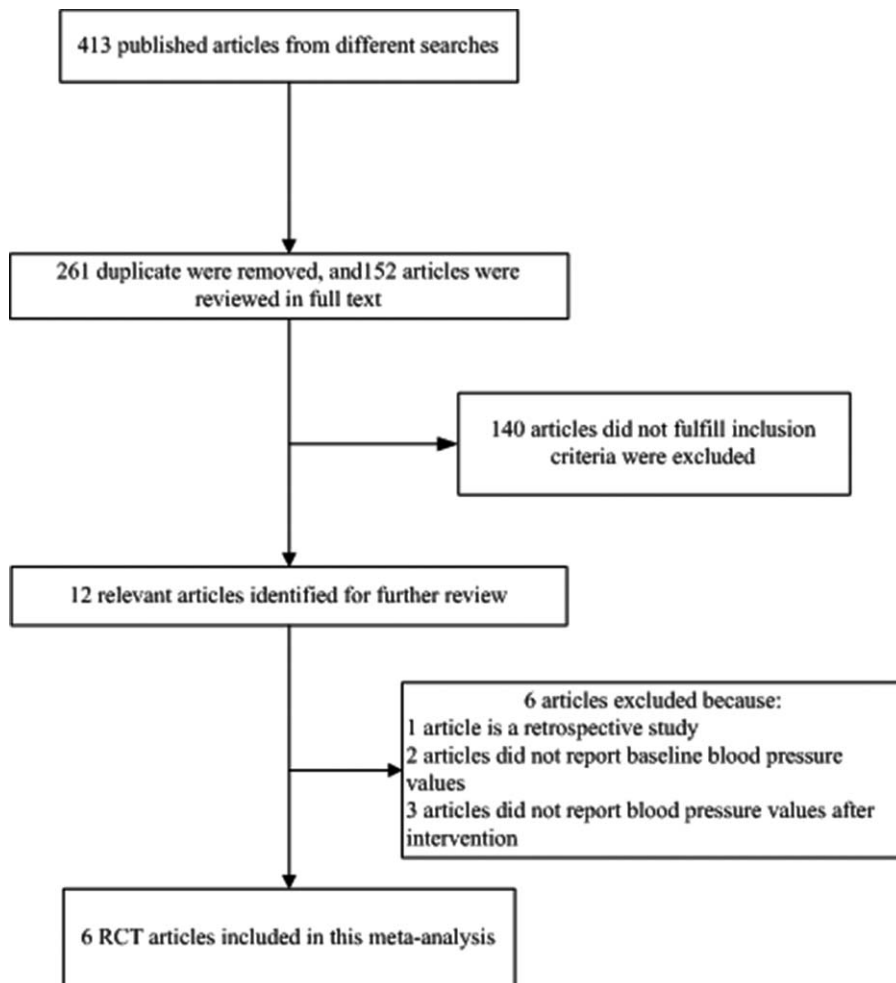 413 published articles from different searches
261 duplicate were removed, and152 articles were
reviewed in full text
140 articles did not fulfill inclusion
criteria were excluded
12 relevant articles identified for further review
6 articles excluded because:
1 article is a retrospective study
2 articles did not report baseline blood pressure
values
3 articles did not report blood pressure values after
intervention
6 RCT articles included in this meta-analysis